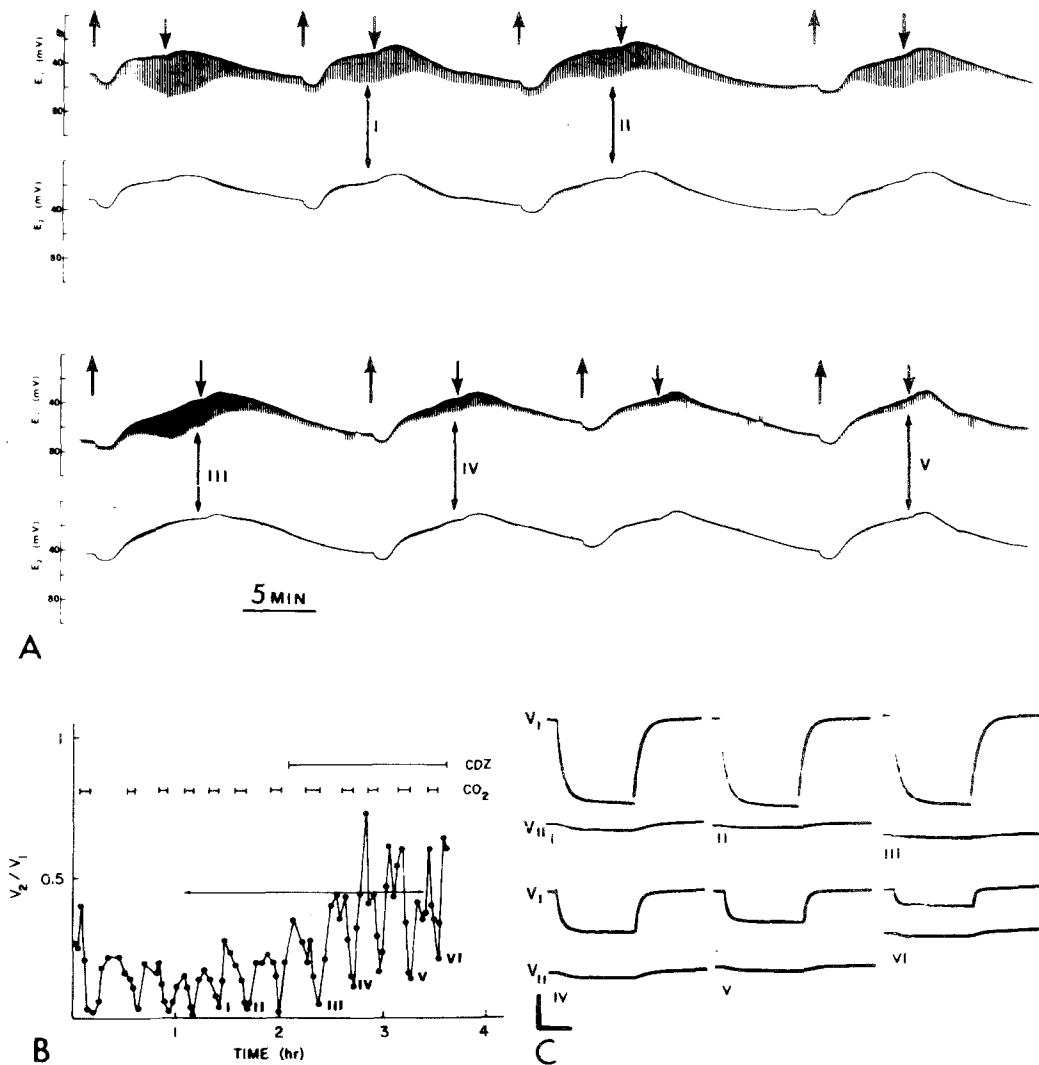 E₁ (mV)
40
80
I
II
E₂ (mV)
40
80
E₁ (mV)
40
80
III
IV
V
E₂ (mV)
40
80
5 MIN
A
1
CDZ
CO₂
V₂/V₁
0.5
I
II
III
IV
V
VI
1
2
3
4
TIME (hr)
B
V₁
V₁₁
I
II
III
V₁
V₁₁
IV
V
VI
C